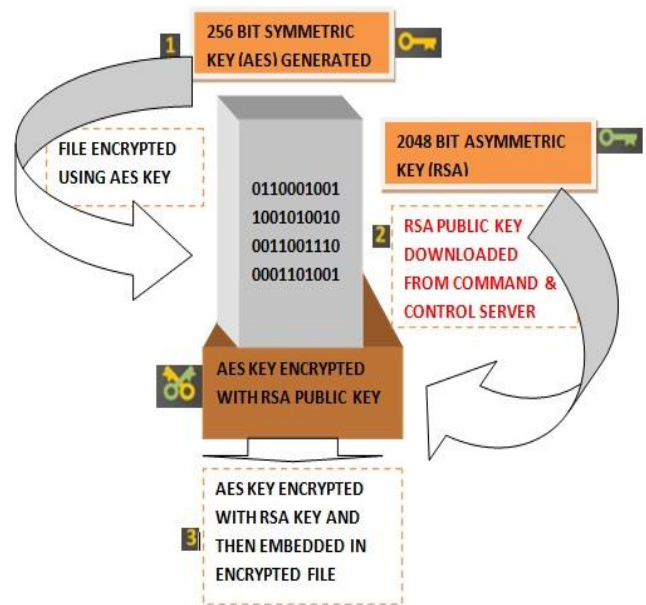 1
256 BIT SYMMETRIC
KEY (AES) GENERATED
FILE ENCRYPTED
USING AES KEY
0110001001
1001010010
0011001110
0001101001
2048 BIT ASYMMETRIC
KEY (RSA)
2
RSA PUBLIC KEY
DOWNLOADED
FROM COMMAND &
CONTROL SERVER
AES KEY ENCRYPTED
WITH RSA PUBLIC KEY
3
AES KEY ENCRYPTED
WITH RSA KEY AND
THEN EMBEDDED IN
ENCRYPTED FILE